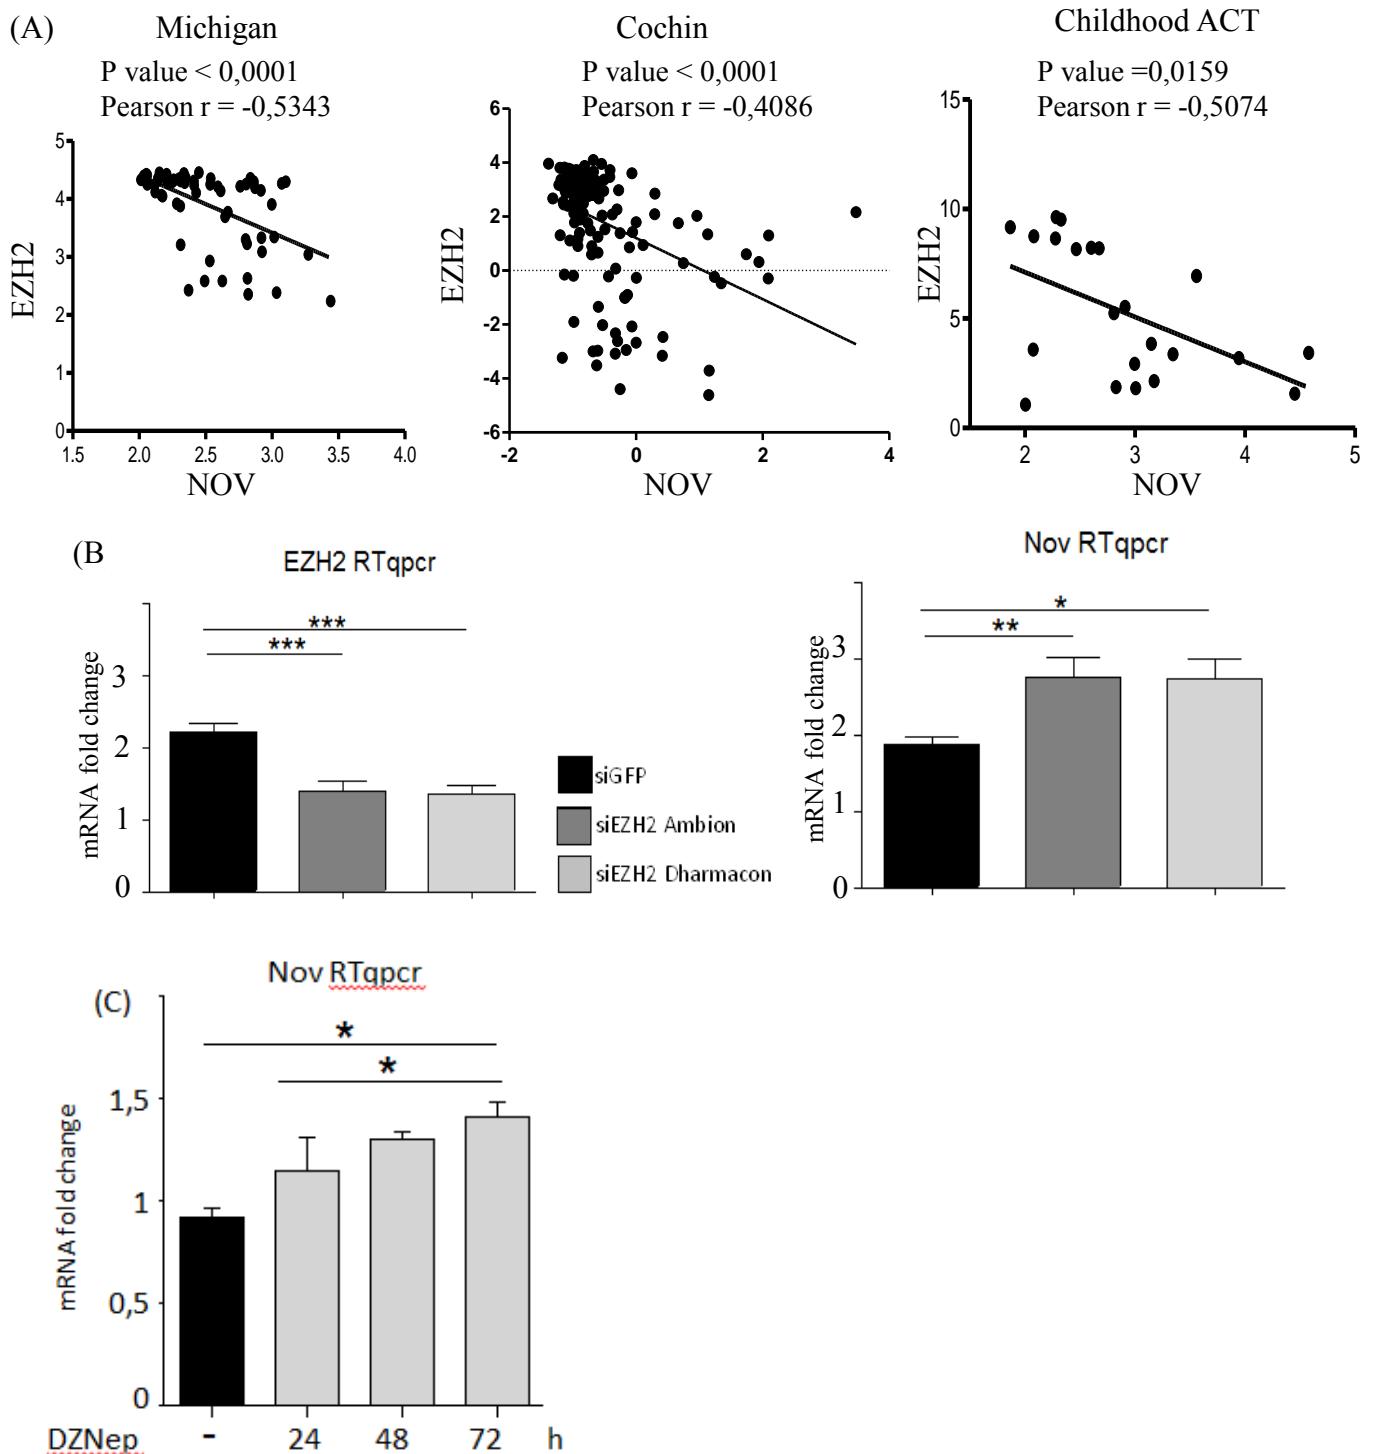 (A)
Michigan
P value < 0,0001
Pearson r = -0,5343
5
4
3
2
1
0
EZH2
1.5 2.0 2.5 3.0 3.5 4.0
NOV
Cochin
P value < 0,0001
Pearson r = -0,4086
6
4
2
0
-2
-4
-6
EZH2
-2 0 2 4
NOV
Childhood ACT
P value =0,0159
Pearson r = -0,5074
15
10
5
0
EZH2
2 3 4 5
NOV
(B
EZH2 RTqpcr
***
***
mRNA fold change
3
2
1
0
siGFP
siEZH2 Ambion
siEZH2 Dharmacon
Nov RTqpcr
*
**
mRNA fold change
3
2
1
0
(C)
Nov RTqpcr
*
*
mRNA fold change
1,5
1
0,5
0
DZNep - 24 48 72 h